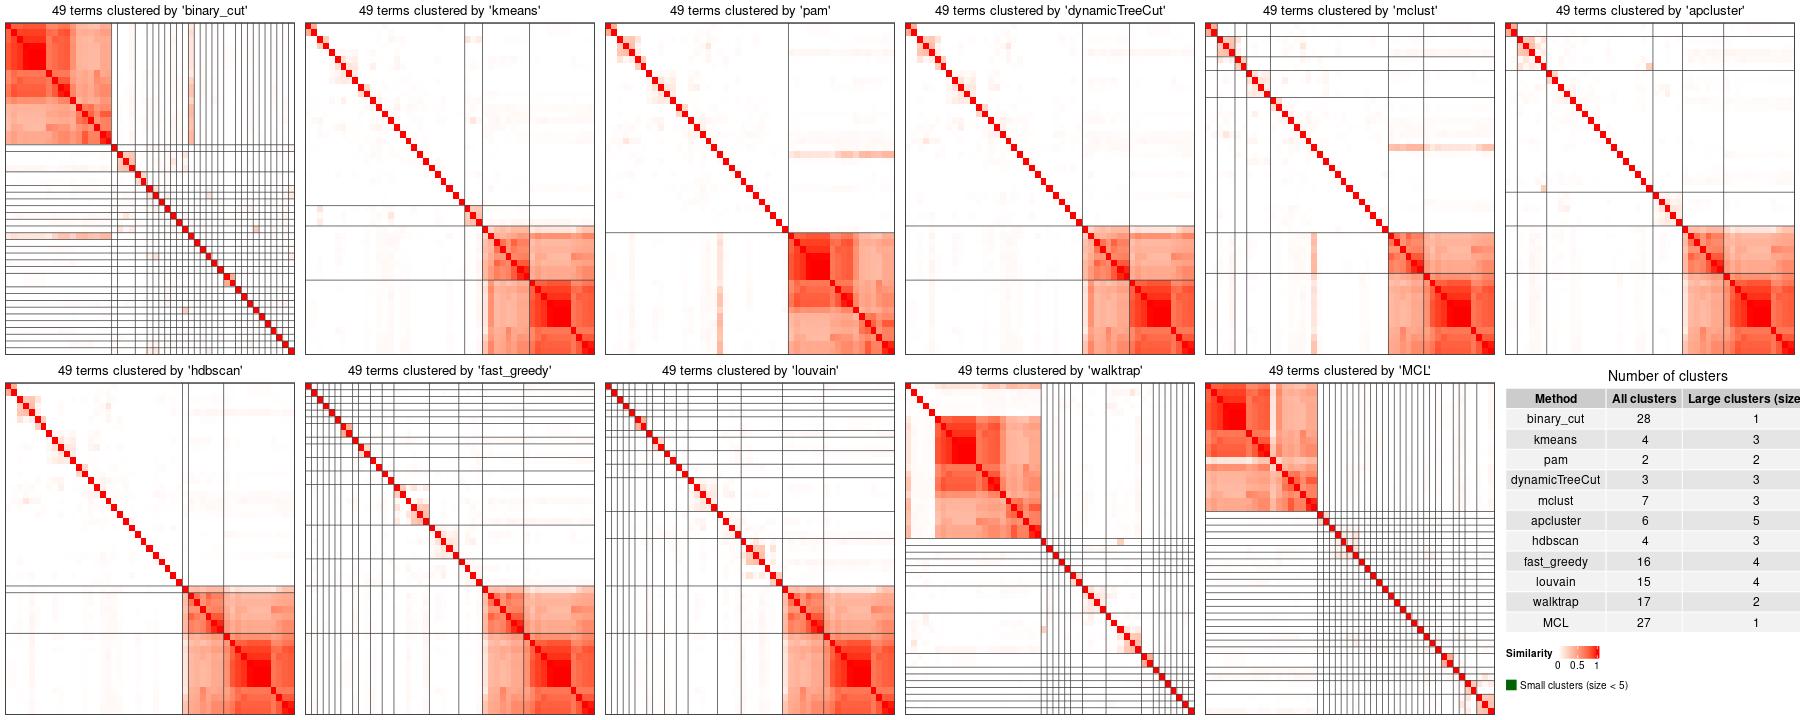 49 terms clustered by 'binary_cut'
49 terms clustered by 'kmeans'
49 terms clustered by 'pam'
49 terms clustered by 'dynamicTreeCut'
49 terms clustered by 'mclust'
49 terms clustered by 'apcluster'
49 terms clustered by 'hdbscan'
49 terms clustered by 'fast_greedy'
49 terms clustered by 'louvain'
49 terms clustered by 'walktrap'
49 terms clustered by 'MCL'
Number of clusters
Method All clusters Large clusters (size
binary_cut 28 1
kmeans 4 3
pam 2 2
dynamicTreeCut 3 3
mclust 7 3
apcluster 6 5
hdbscan 4 3
fast_greedy 16 4
louvain 15 4
walktrap 17 2
MCL 27 1
Similarity
0 0.5 1
Small clusters (size < 5)